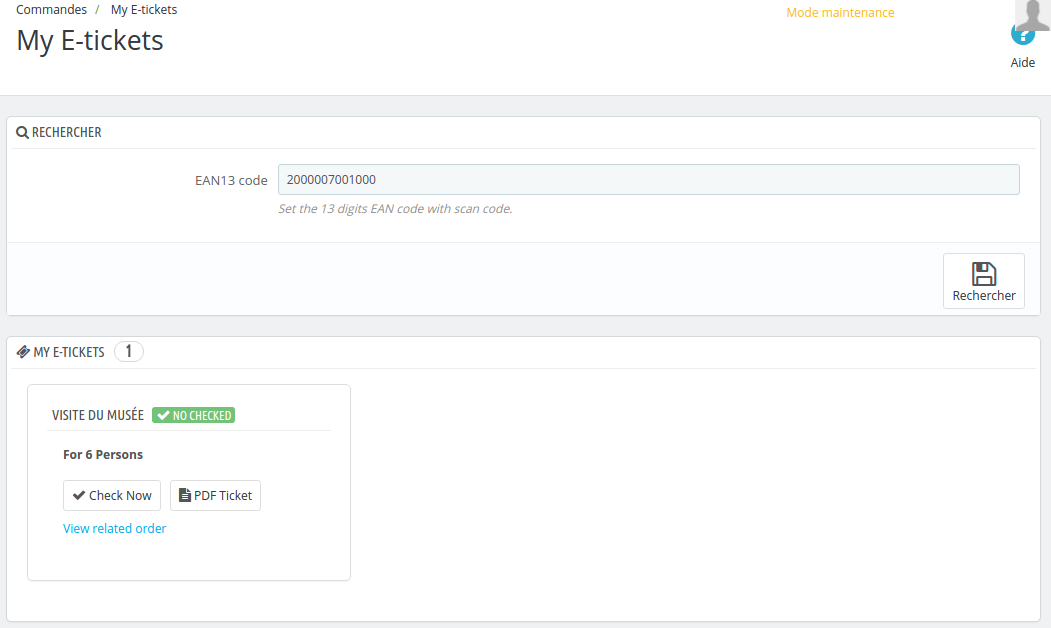 Commandes / My E-tickets
Mode maintenance
My E-tickets
?
Aide
RECHERCHER
EAN13 code 2000007001000
Set the 13 digits EAN code with scan code.
Rechercher
MY E-TICKETS 1
VISITE DU MUSÉE NO CHECKED
For 6 Persons
Check Now PDF Ticket
View related order